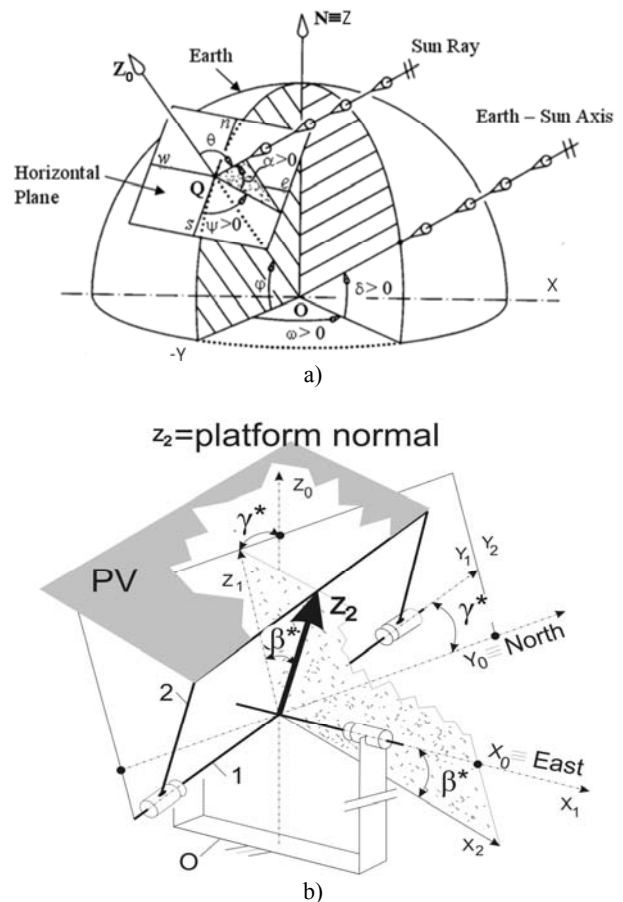 N≡Z
Sun Ray
Z0
Earth
Earth – Sun Axis
n
θ
α>0
w
Horizontal
Plane
Q
e
s
ψ>0
φ
δ> 0
X
O
ω> 0
-Y
a)
z2=platform normal
Z0
γ*
Y1
Y2
PV
Z1
Z2
γ*
β*
Y0≡North
2
X0≡East
1
β*
X1
X2
O
b)